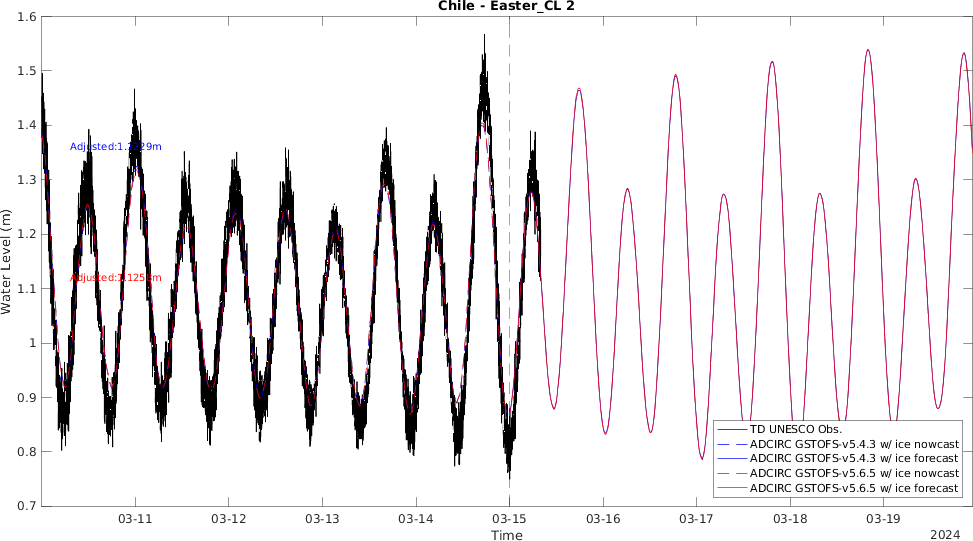 Chile - Easter_CL 2
1.6
1.5
1.4
1.3
1.2
1.1
1
0.9
0.8
0.7
Water Level (m)
03-11
03-12
03-13
03-14
03-15
03-16
03-17
03-18
03-19
Time
2024
TD UNESCO Obs.
ADCIRC GSTOFS-v5.4.3 w/ ice nowcast
ADCIRC GSTOFS-v5.4.3 w/ ice forecast
ADCIRC GSTOFS-v5.6.5 w/ ice nowcast
ADCIRC GSTOFS-v5.6.5 w/ ice forecast